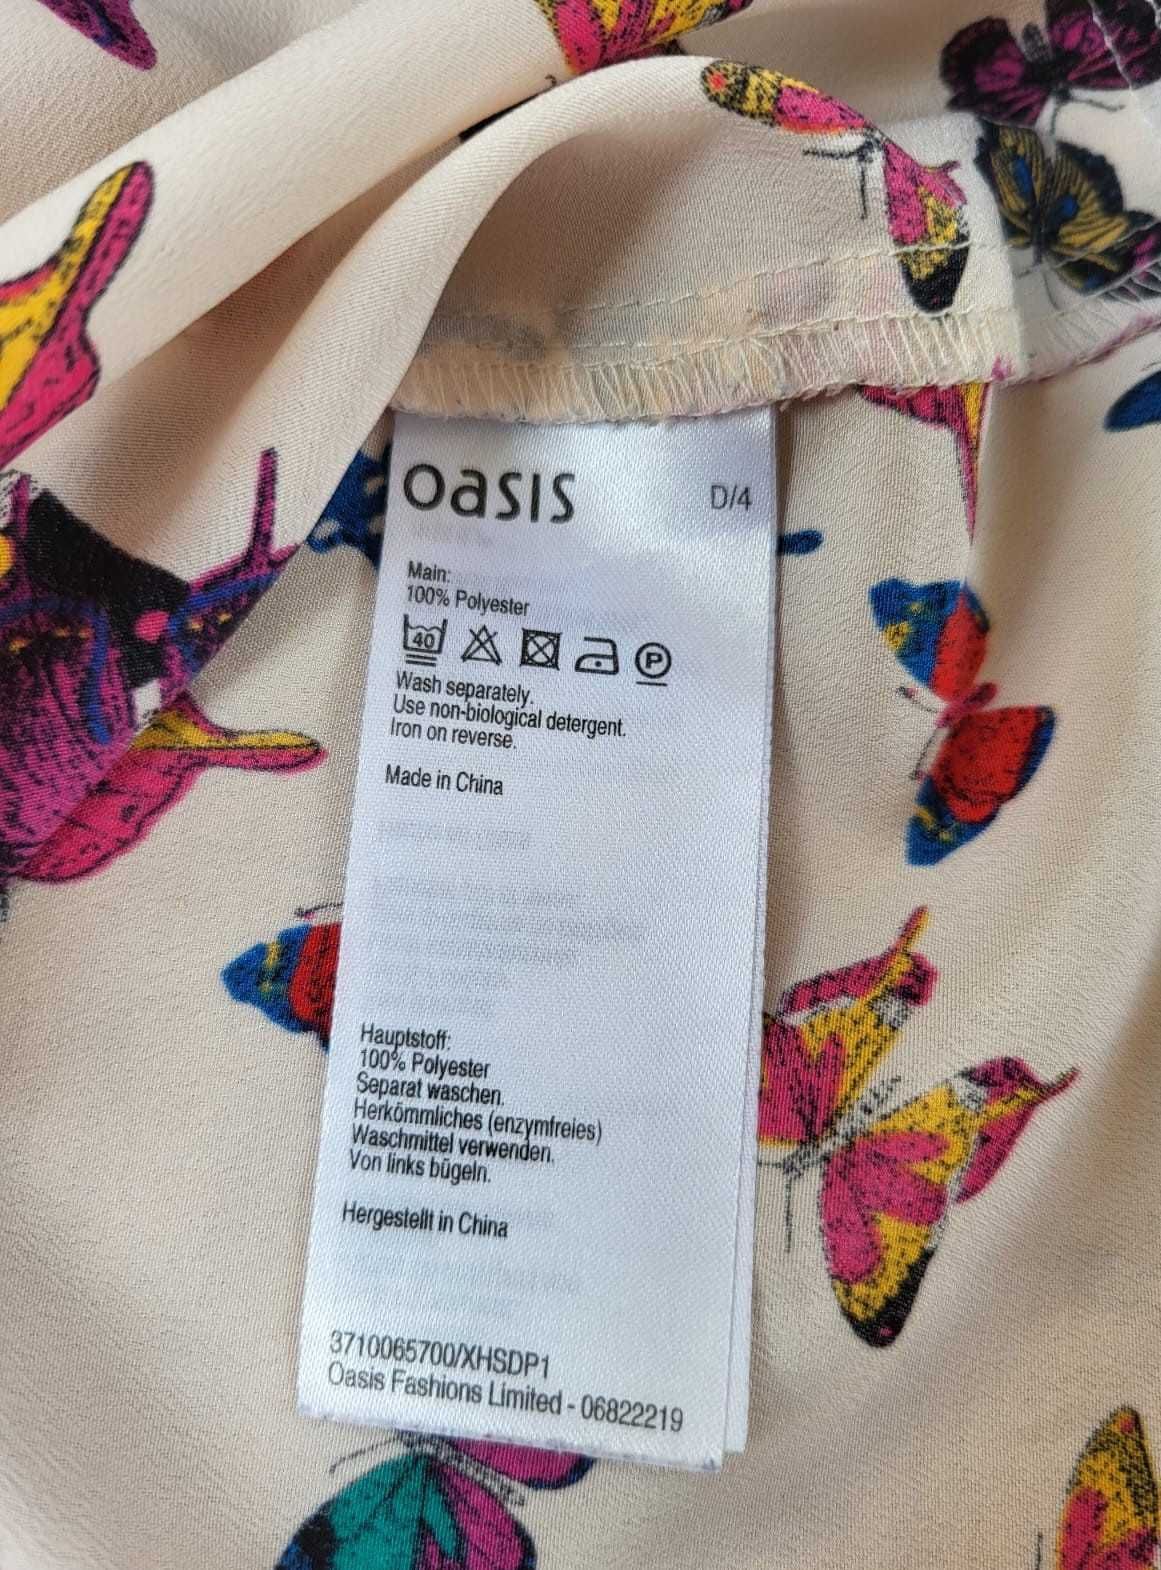 oasis
D/4
Main:
100% Polyester
40
P
Wash separately.
Use non-biological detergent.
Iron on reverse.
Made in China
Hauptstoff:
100% Polyester
Separat waschen.
Herkömmliches (enzymfreies)
Waschmittel verwenden.
Von links bügeln.
Hergestellt in China
3710065700/XHSDP1
Oasis Fashions Limited - 06822219